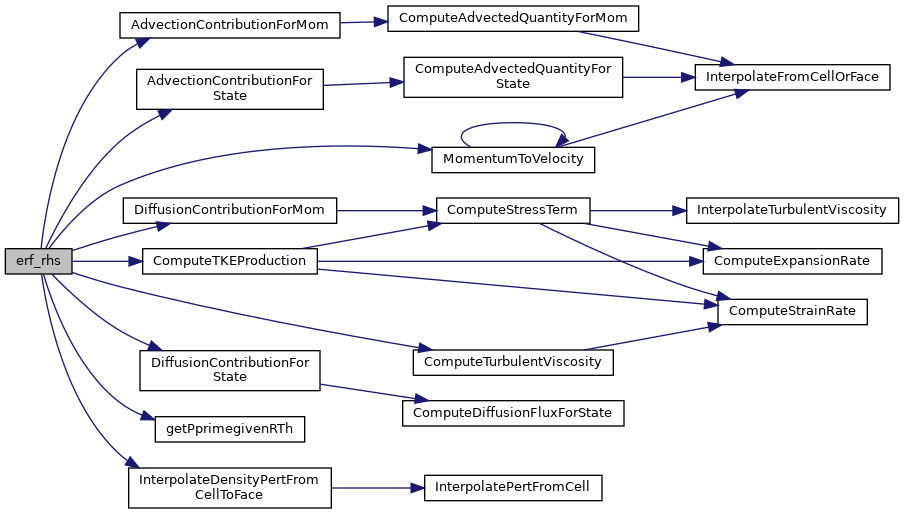 AdvectionContributionForMom
ComputeAdvectedQuantityForMom
AdvectionContributionFor
State
ComputeAdvectedQuantityFor
State
InterpolateFromCellOrFace
MomentumToVelocity
DiffusionContributionForMom
ComputeStressTerm
InterpolateTurbulentViscosity
erf_rhs
ComputeTKEProduction
ComputeExpansionRate
ComputeStrainRate
DiffusionContributionFor
State
ComputeTurbulentViscosity
ComputeDiffusionFluxForState
getPprimegivenRTh
InterpolateDensityPertFrom
CellToFace
InterpolatePertFromCell